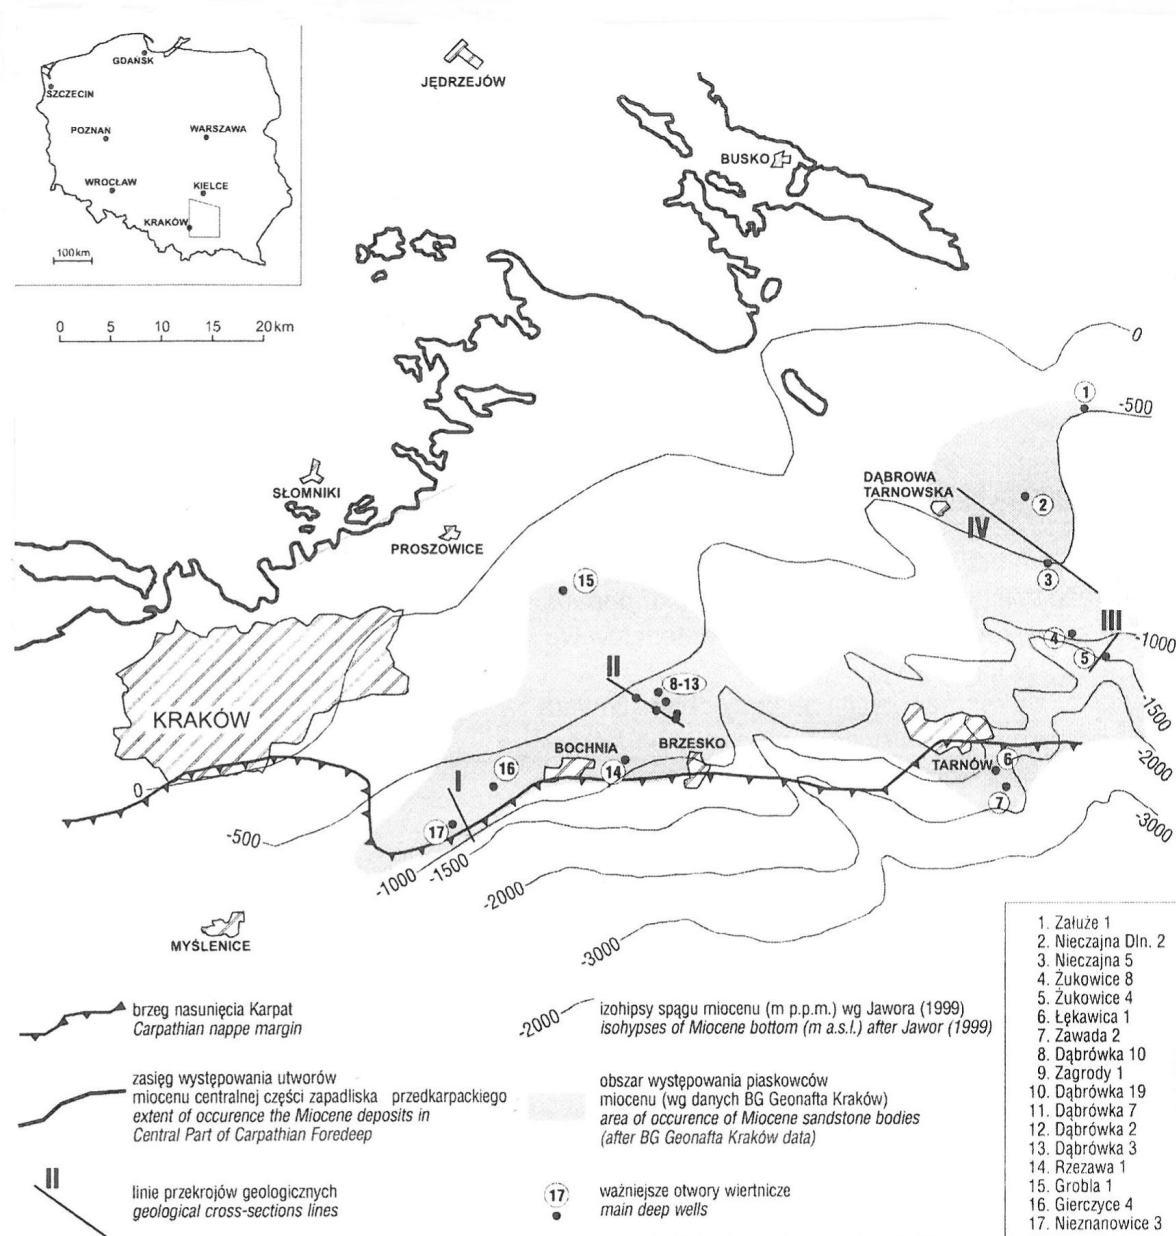 GDAŃSK
SZCZECIN
POZNAŃ
WARSZAWA
WROCŁAW
KIELCE
KRAKÓW
100km
0 5 10 15 20 km
JĘDRZEJÓW
BUSKO
0
1
-500
DĄBROWA
TARNOWSKA
2
SŁOMNIKI
PROSZOWICE
IV
3
15
III
4
-1000
5
II
8-13
-1500
KRAKÓW
BOCHNIA
BRZESKO
-2000
TARNÓW
6
14
16
I
0
7
17
-500
-3000
-1000
-1500
-2000
-3000
MYŚLENICE
1. Załuże 1
2. Nieczajna Dln. 2
3. Nieczajna 5
4. Żukowice 8
5. Żukowice 4
6. Łękawica 1
7. Zawada 2
8. Dąbrówka 10
9. Zagrody 1
10. Dąbrówka 19
11. Dąbrówka 7
12. Dąbrówka 2
13. Dąbrówka 3
14. Rzezawa 1
15. Grobla 1
16. Gierczyce 4
17. Nieznanowice 3
brzeg nasunięcia Karpat
Carpathian nappe margin
zasięg występowania utworów
miocenu centralnej części zapadliska przedkarpackiego
extent of occurence the Miocene deposits in
Central Part of Carpathian Foredeep
II
linie przekrojów geologicznych
geological cross-sections lines
-2000
izohipsy spągu miocenu (m p.p.m.) wg Jawora (1999)
isohypses of Miocene bottom (m a.s.l.) after Jawor (1999)
obszar występowania piaskowców
miocenu (wg danych BG Geonafta Kraków)
area of occurence of Miocene sandstone bodies
(after BG Geonafta Kraków data)
17
ważniejsze otwory wiertnicze
main deep wells